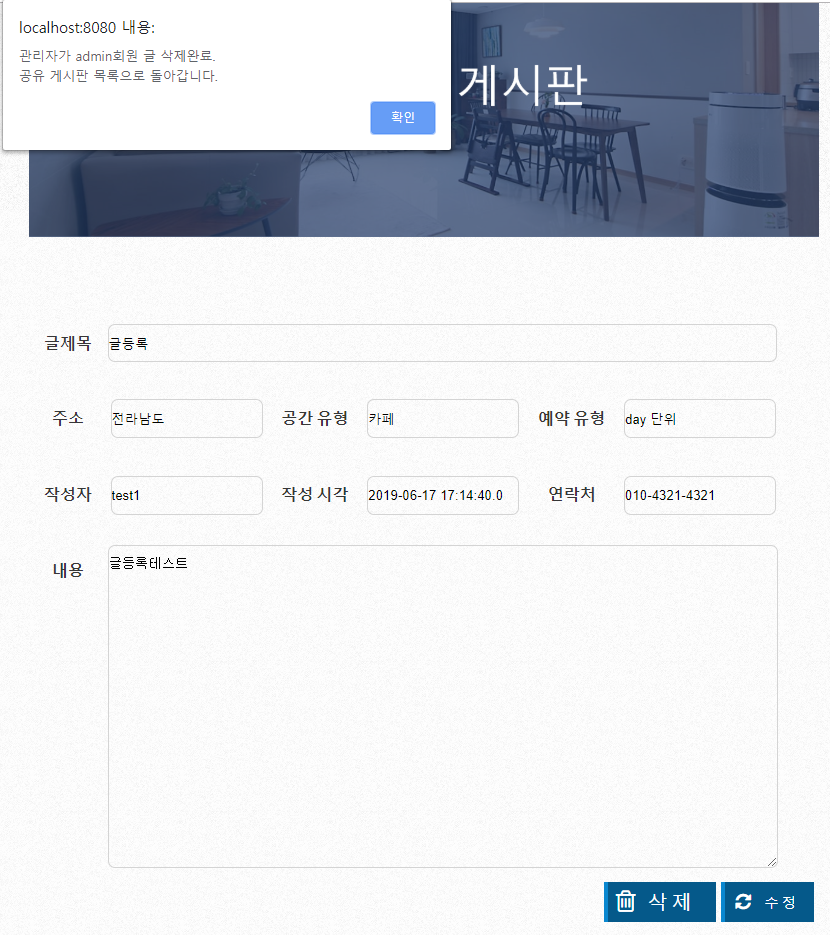 localhost:8080 내용:
관리자가 admin회원 글 삭제완료.
공유 게시판 목록으로 돌아갑니다.
확인
게시판
글제목 글등록
주소 전라남도 공간 유형 카페 예약 유형 day 단위
작성자 test1 작성 시각 2019-06-17 17:14:40.0 연락처 010-4321-4321
내용 글등록테스트
삭제 수정